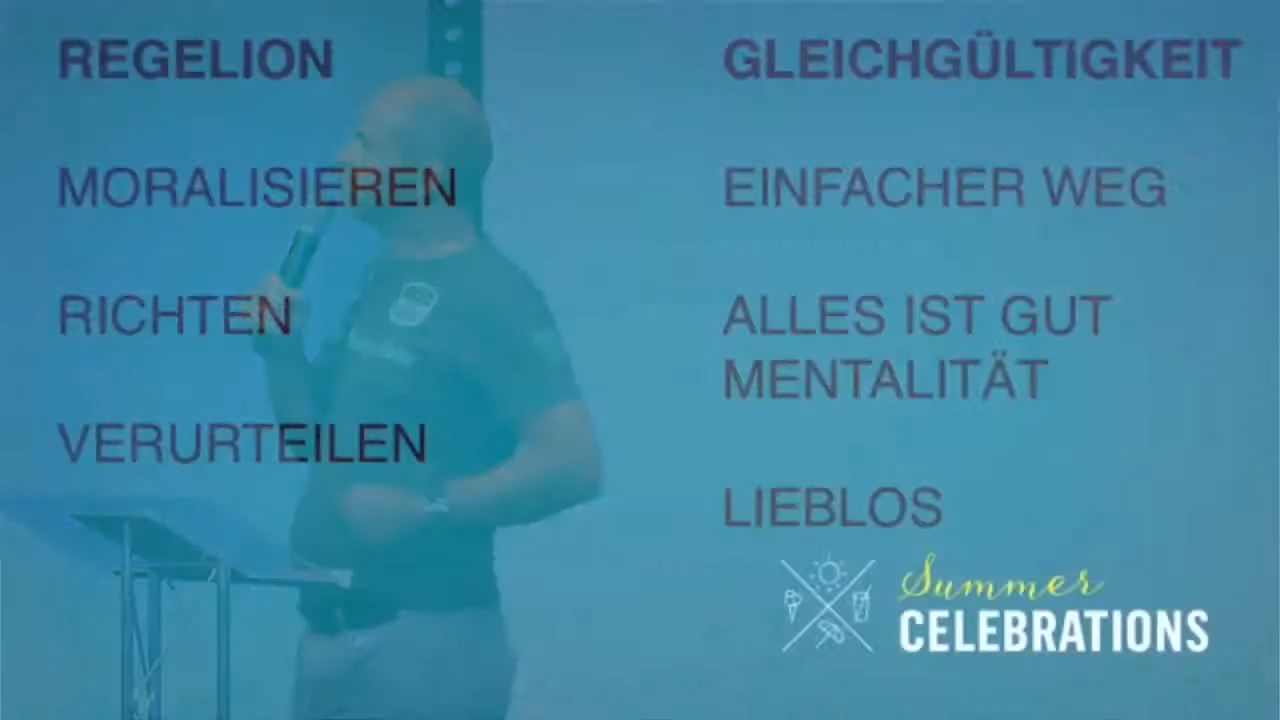 REGELION
MORALISIEREN
RICHTEN
VERURTEILEN
GLEICHGÜLTIGKEIT
EINFACHER WEG
ALLES IST GUT
MENTALITÄT
LIEBLOS
Summer
CELEBRATIONS